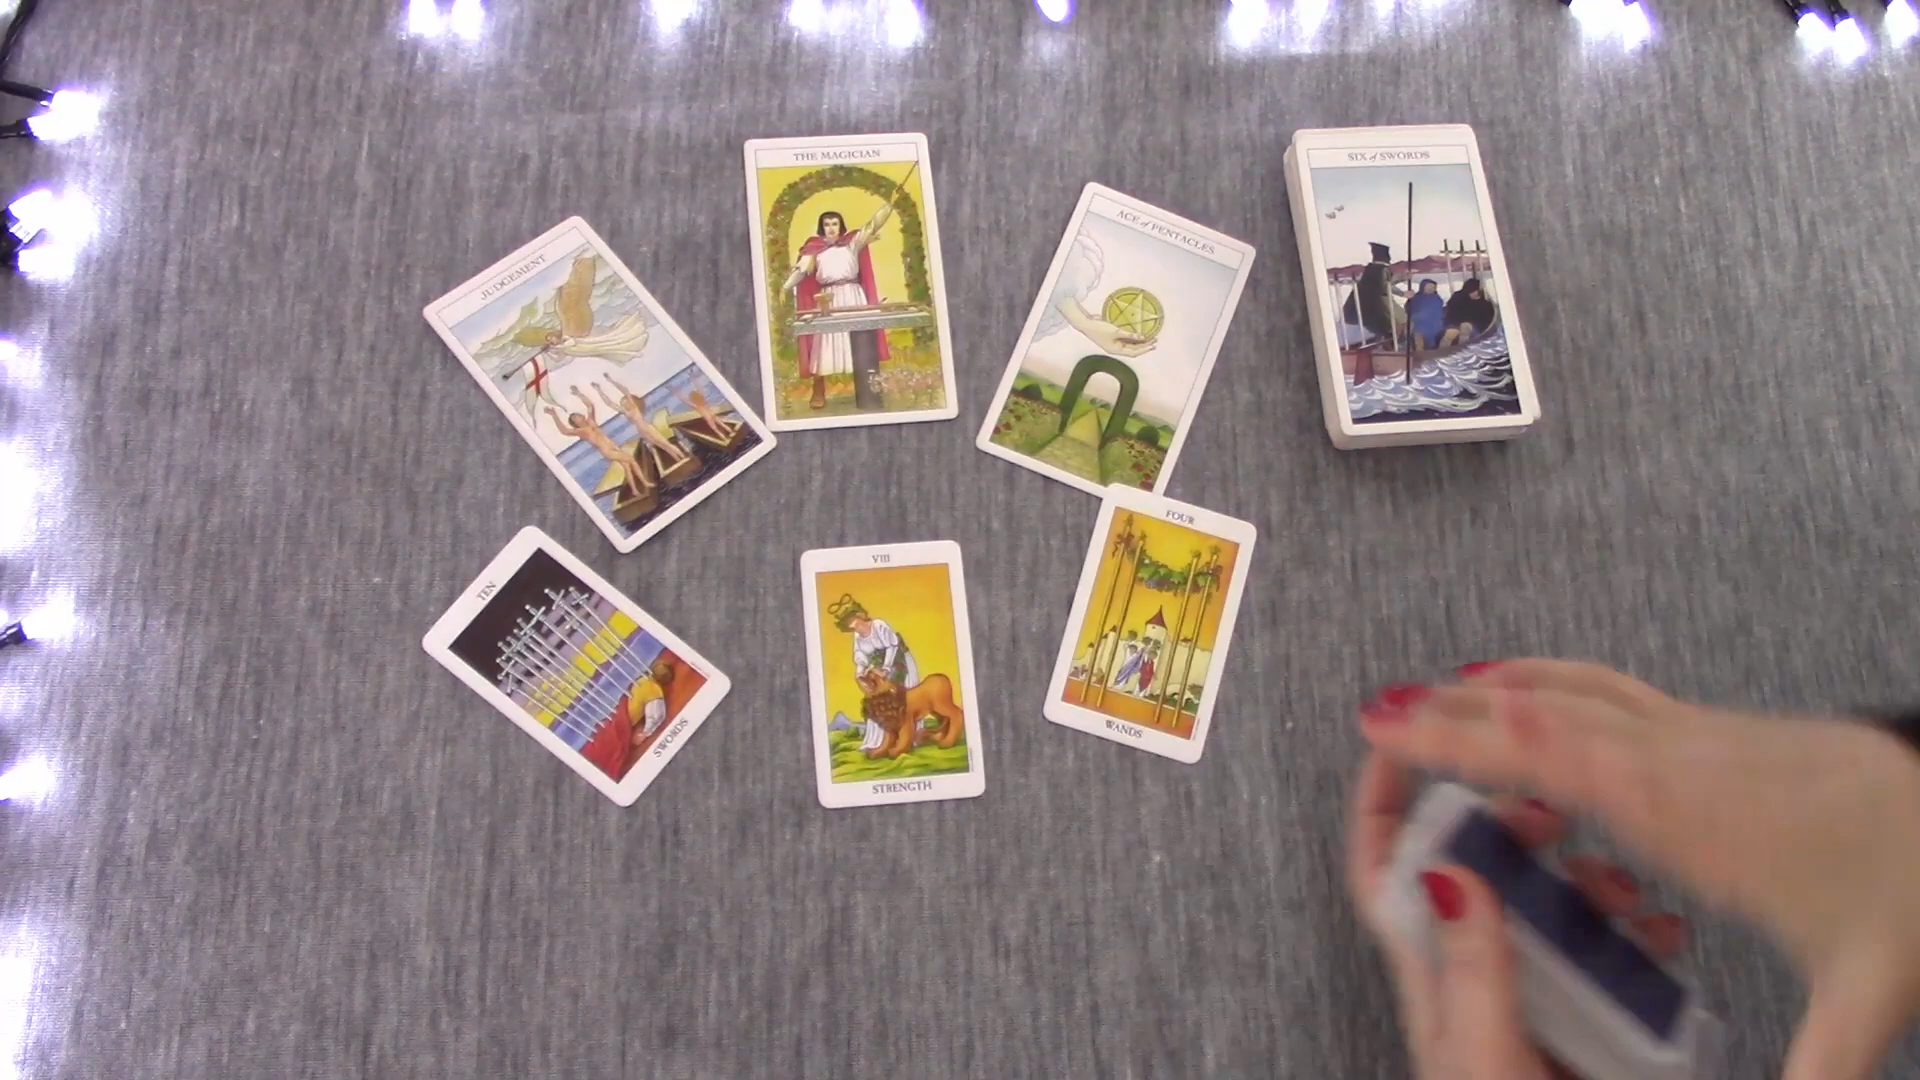 THE MAGICIAN
SIX of SWORDS
ACE of PENTACLES
JUDGEMENT
FOUR
WANDS
TEN
SWORDS
VIII
STRENGTH